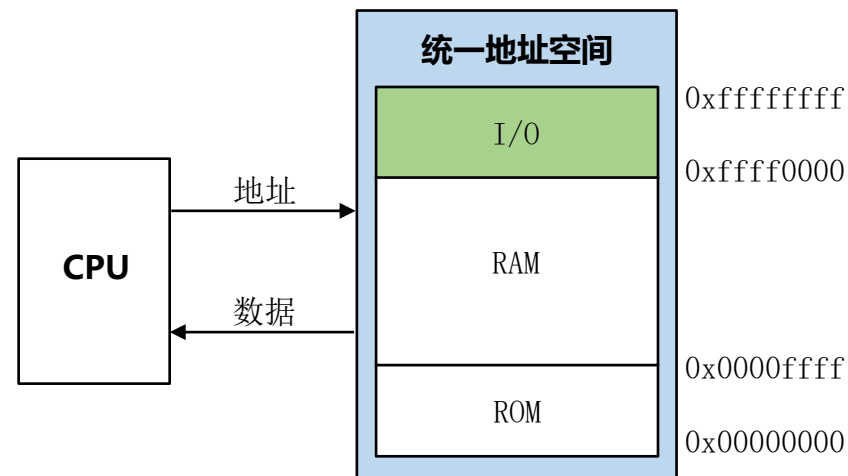 统一地址空间
0xffffffff
I/O
0xffff0000
地址
CPU
RAM
数据
0x0000ffff
ROM
0x00000000